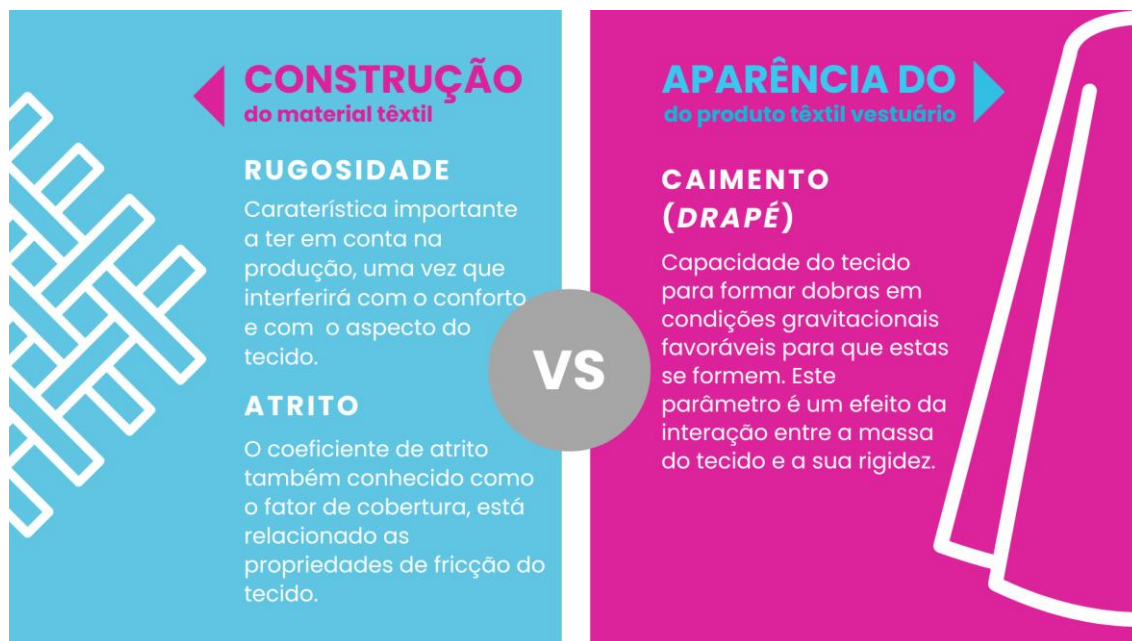 CONSTRUÇÃO
do material têxtil
RUGOSIDADE
Caraterística importante
a ter em conta na
produção, uma vez que
interferirá com o conforto
e com o aspecto do
tecido.
ATRITO
O coeficiente de atrito
também conhecido como
o fator de cobertura, está
relacionado as
propriedades de fricção do
tecido.
VS
APARÊNCIA DO
do produto têxtil vestuário
CAIMENTO
(DRAPÉ)
Capacidade do tecido
para formar dobras em
condições gravitacionais
favoráveis para que estas
se formem. Este
parâmetro é um efeito da
interação entre a massa
do tecido e a sua rigidez.